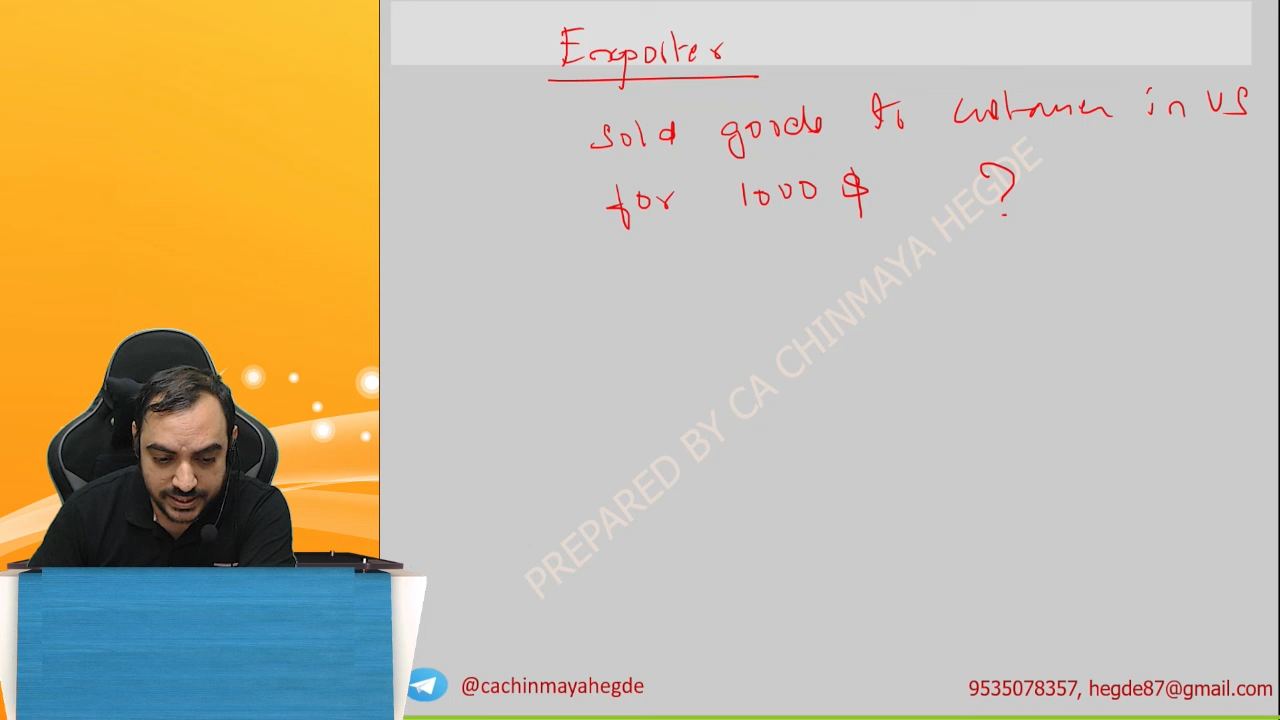 Exporter
sold goods to customer in US
for 1000 $ ?
PREPARED BY CA CHINMAYA HEGDE
@cachinmayahegde
9535078357, hegde87@gmail.com